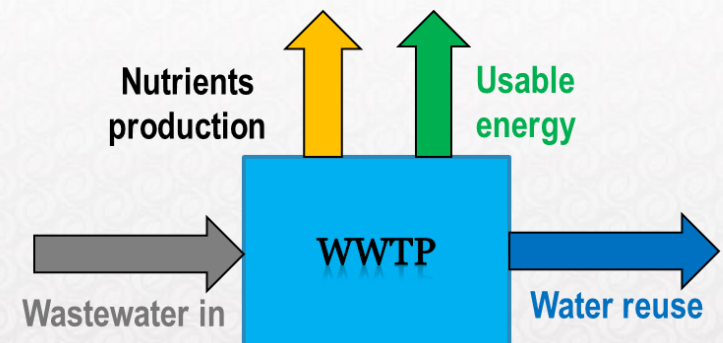 Nutrients
production
Usable
energy
WWTP
Wastewater in
Water reuse